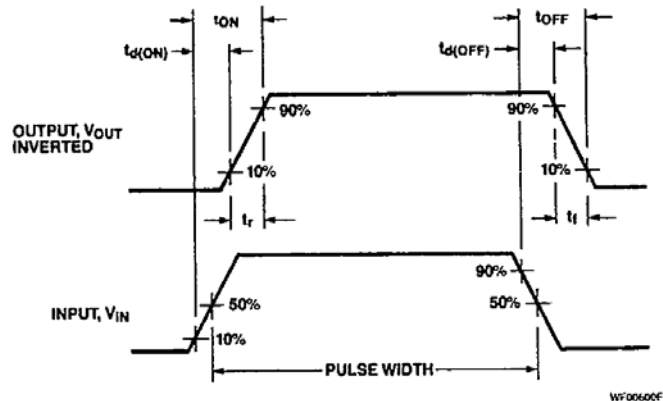 tON
tOFF
td(ON)
td(OFF)
OUTPUT, VOUT
INVERTED
90%
90%
10%
10%
tr
tf
INPUT, VIN
90%
50%
50%
10%
PULSE WIDTH
WF00600F